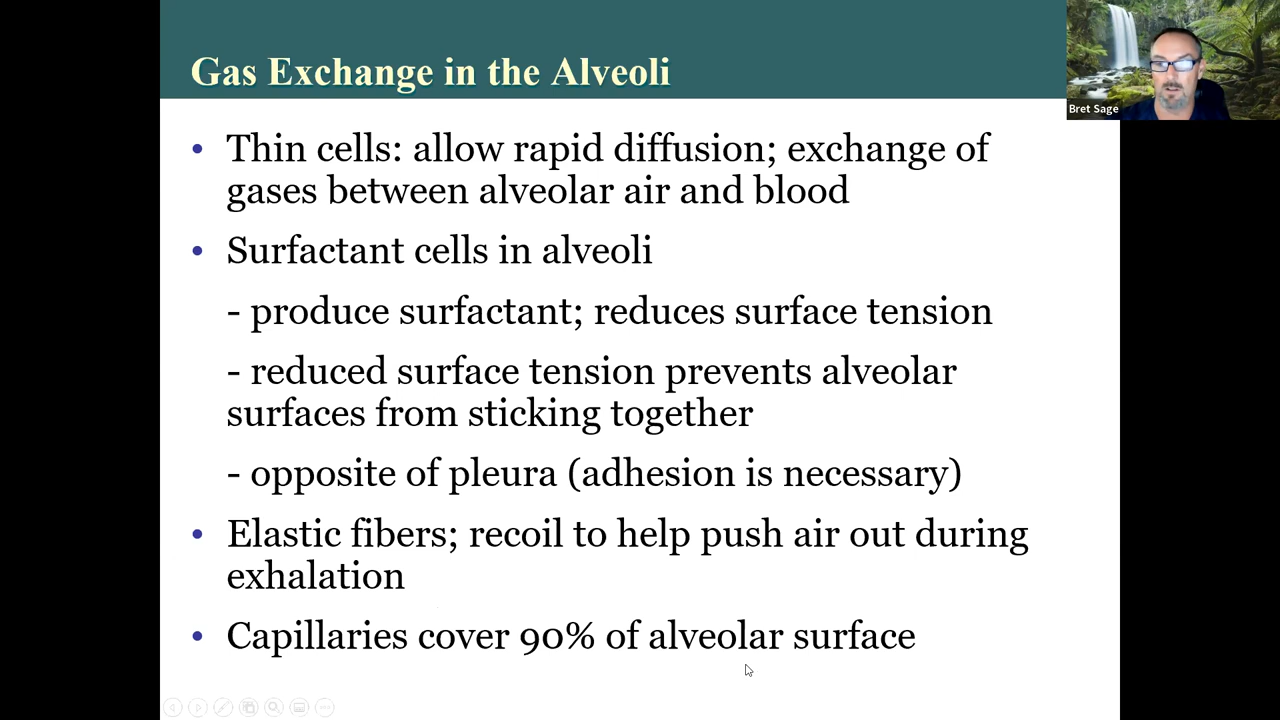 Gas Exchange in the Alveoli
Bret Sage
• Thin cells: allow rapid diffusion; exchange of
gases between alveolar air and blood
• Surfactant cells in alveoli
- produce surfactant; reduces surface tension
- reduced surface tension prevents alveolar
surfaces from sticking together
- opposite of pleura (adhesion is necessary)
• Elastic fibers; recoil to help push air out during
exhalation
• Capillaries cover 90% of alveolar surface